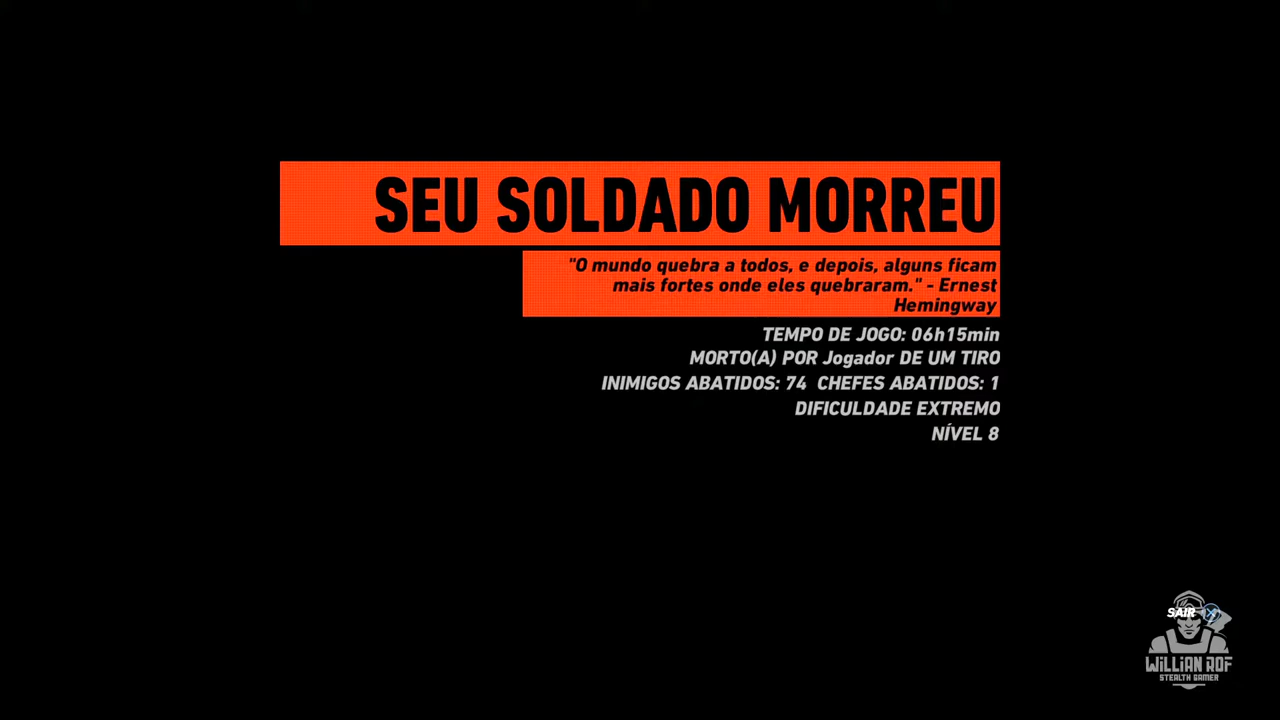 SEU SOLDADO MORREU
"O mundo quebra a todos, e depois, alguns ficam
mais fortes onde eles quebraram." - Ernest
Hemingway
TEMPO DE JOGO: 06h15min
MORTO(A) POR Jogador DE UM TIRO
INIMIGOS ABATIDOS: 74 CHEFES ABATIDOS: 1
DIFICULDADE EXTREMO
NÍVEL 8
SAIR
WILLIAN ROF
STEALTH GAMER